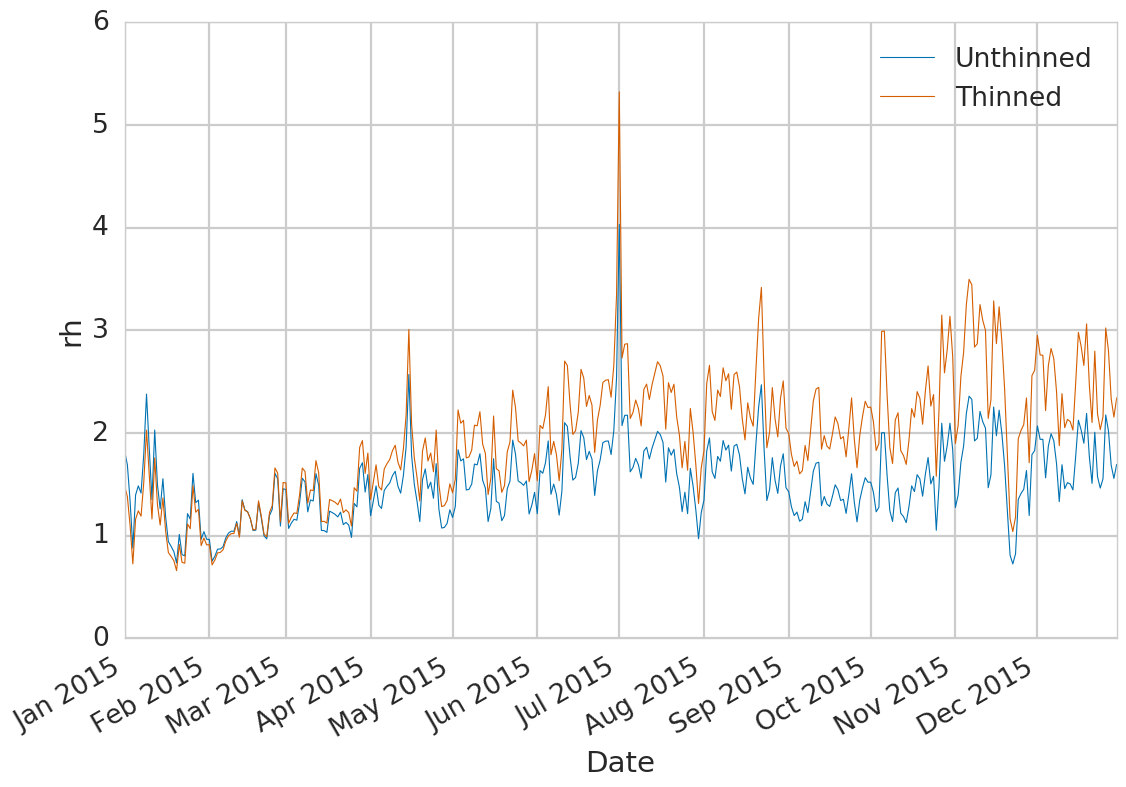 6
5
4
3
2
1
0
rh
Unthinned
Thinned
Jan 2015
Feb 2015
Mar 2015
Apr 2015
May 2015
Jun 2015
Jul 2015
Aug 2015
Sep 2015
Oct 2015
Nov 2015
Dec 2015
Date